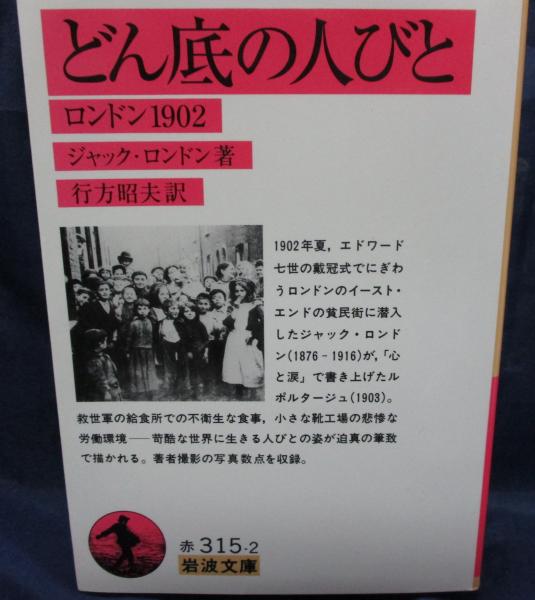 どん底の人びと
ロンドン1902
ジャック・ロンドン著
行方昭夫訳
1902年夏，エドワード
七世の戴冠式でにぎわ
うロンドンのイースト・
エンドの貧民街に潜入
したジャック・ロンド
ン(1876－1916)が，「心
と涙」で書き上げたル
ポルタージュ(1903)。
救世軍の給食所での不衛生な食事，小さな靴工場の悲惨な
労働環境——苛酷な世界に生きる人びとの姿が迫真の筆致
で描かれる。著者撮影の写真数点を収録。
赤315-2
岩波文庫